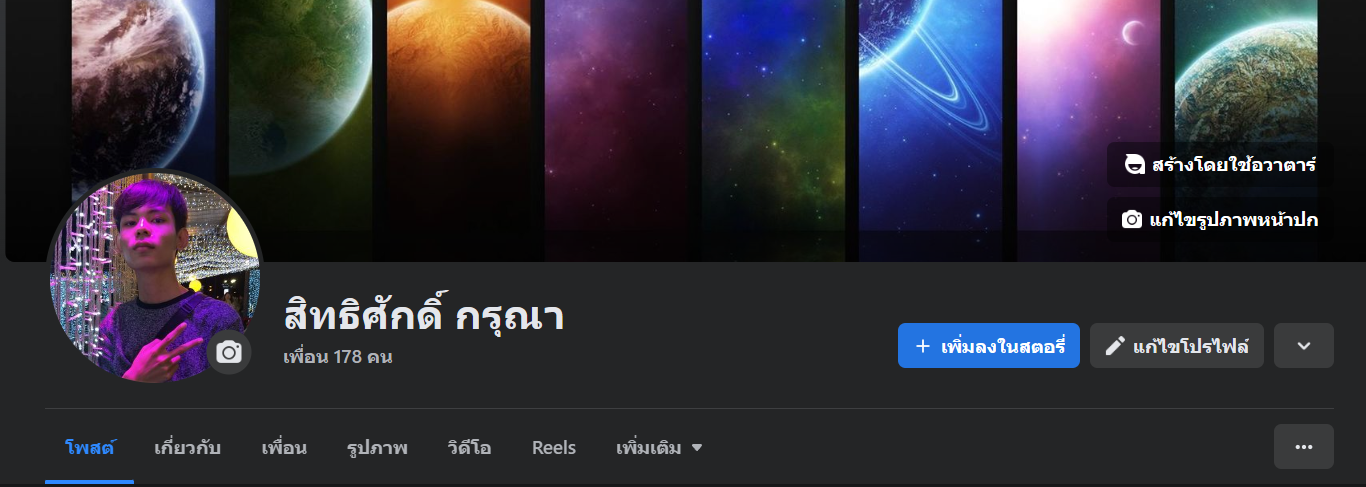 สร้างโดยใช้อวาตาร์
แก้ไขรูปภาพหน้าปก
สิทธิศักดิ์ กรุณา
เพื่อน 178 คน
+ เพิ่มลงในสตอรี่
แก้ไขโปรไฟล์
โพสต์ เกี่ยวกับ เพื่อน รูปภาพ วิดีโอ Reels เพิ่มเติม